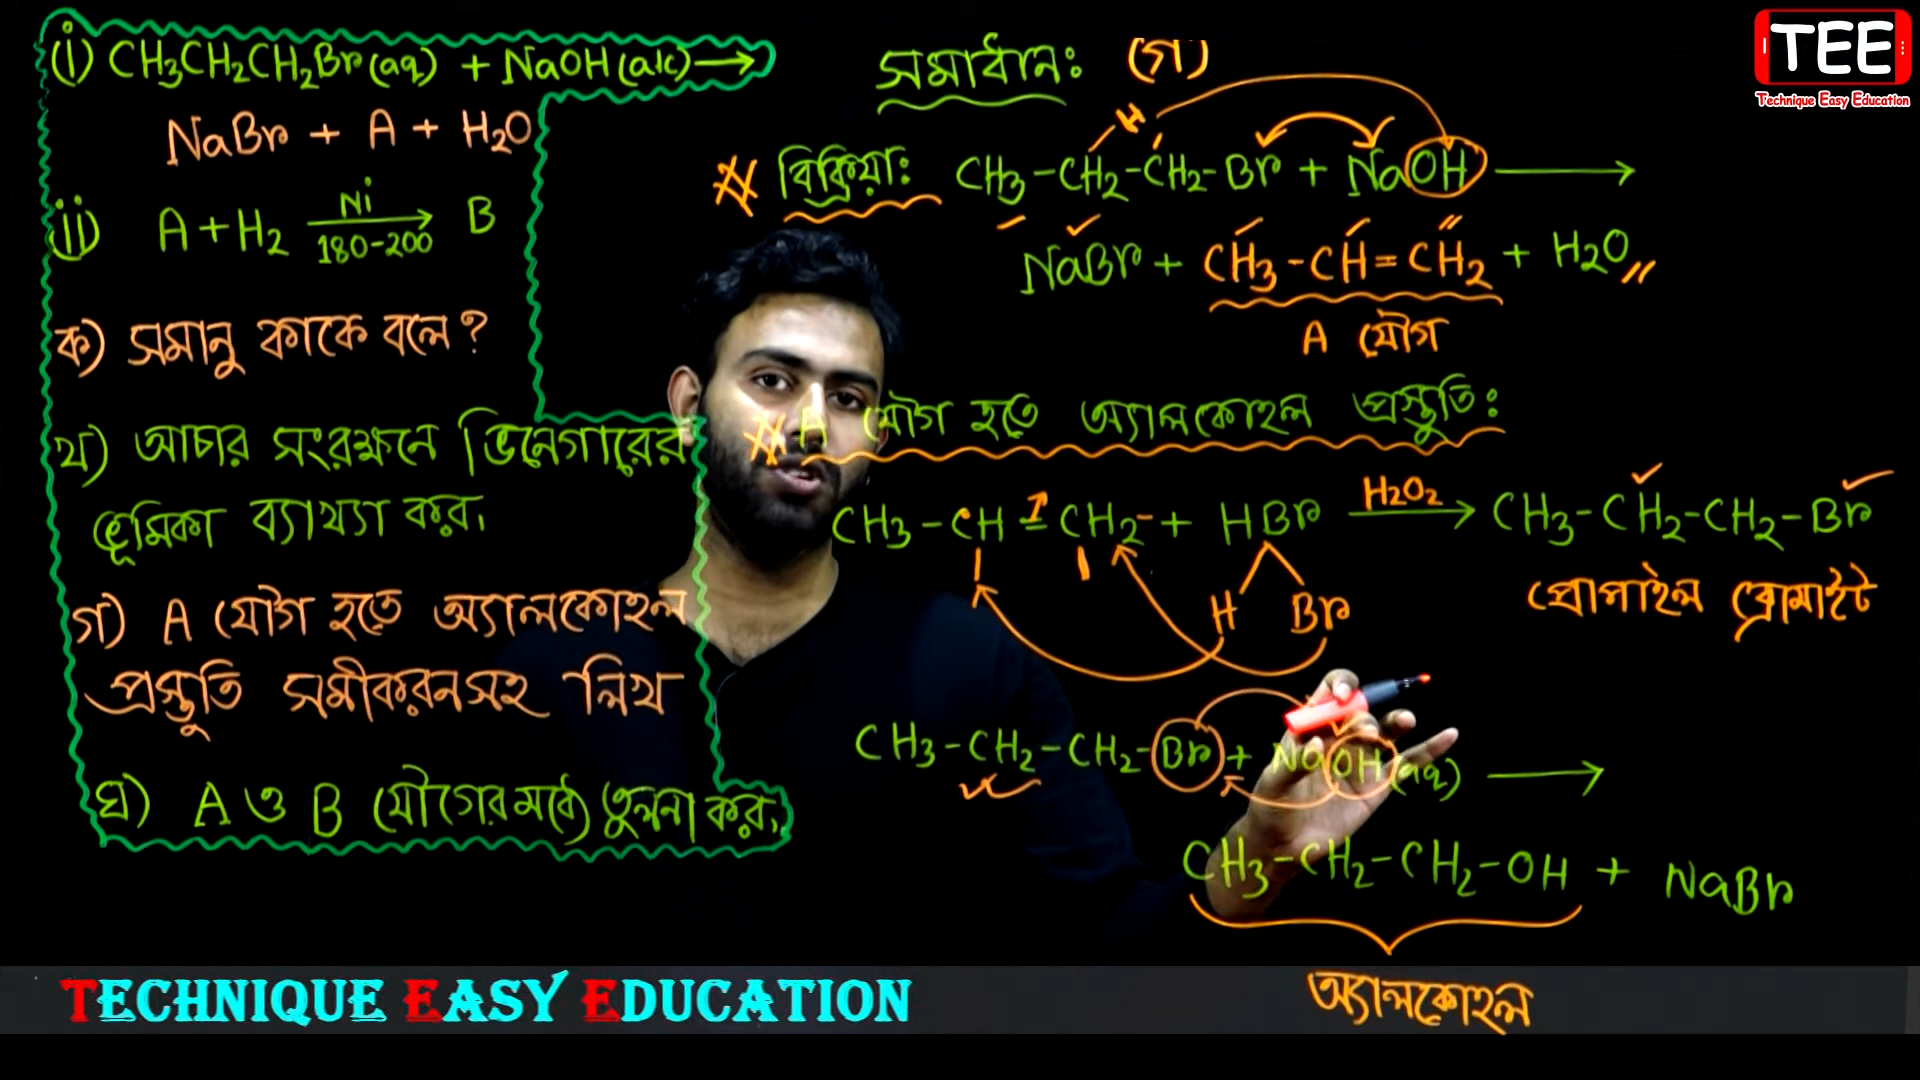 (i) CH3CH2CH2Br(aq) + NaOH(alc) →
NaBr + A + H2O
(ii) A + H2 Ni 180-200 → B
ক) সমানু কাকে বলে?
খ) আচার সংরক্ষনে ভিনেগারের
ভূমিকা ব্যাখ্যা কর।
গ) A যৌগ হতে অ্যালকোহল
প্রস্তুতি সমীকরনসহ লিখ
ঘ) A ও B যৌগের মধ্যে তুলনা কর।
সমাধান: (গ)
H
# বিক্রিয়া: CH3-CH2-CH2-Br + NaOH →
NaBr + CH3-CH=CH2 + H2O
A যৌগ
# A যৌগ হতে অ্যালকোহল প্রস্তুতি:
CH3-CH=CH2 + HBr H2O2 → CH3-CH2-CH2-Br
H Br
প্রোপাইল ব্রোমাইট
CH3-CH2-CH2-Br + NaOH(aq) →
CH3-CH2-CH2-OH + NaBr
অ্যালকোহল
TEE
Technique Easy Education
TECHNIQUE EASY EDUCATION